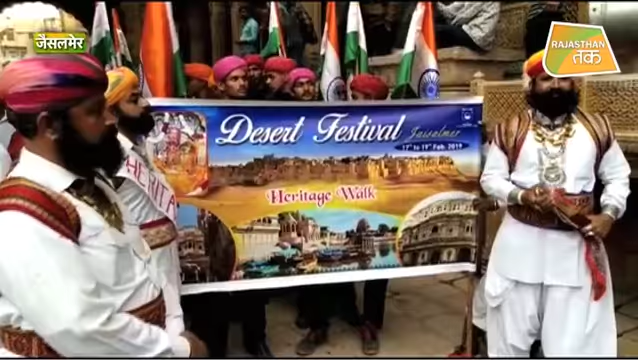 जैसलमेर
RAJASTHAN
तक
Desert Festival
Jaisalmer
17th to 19th Feb. 2019
Heritage Walk
HERITA